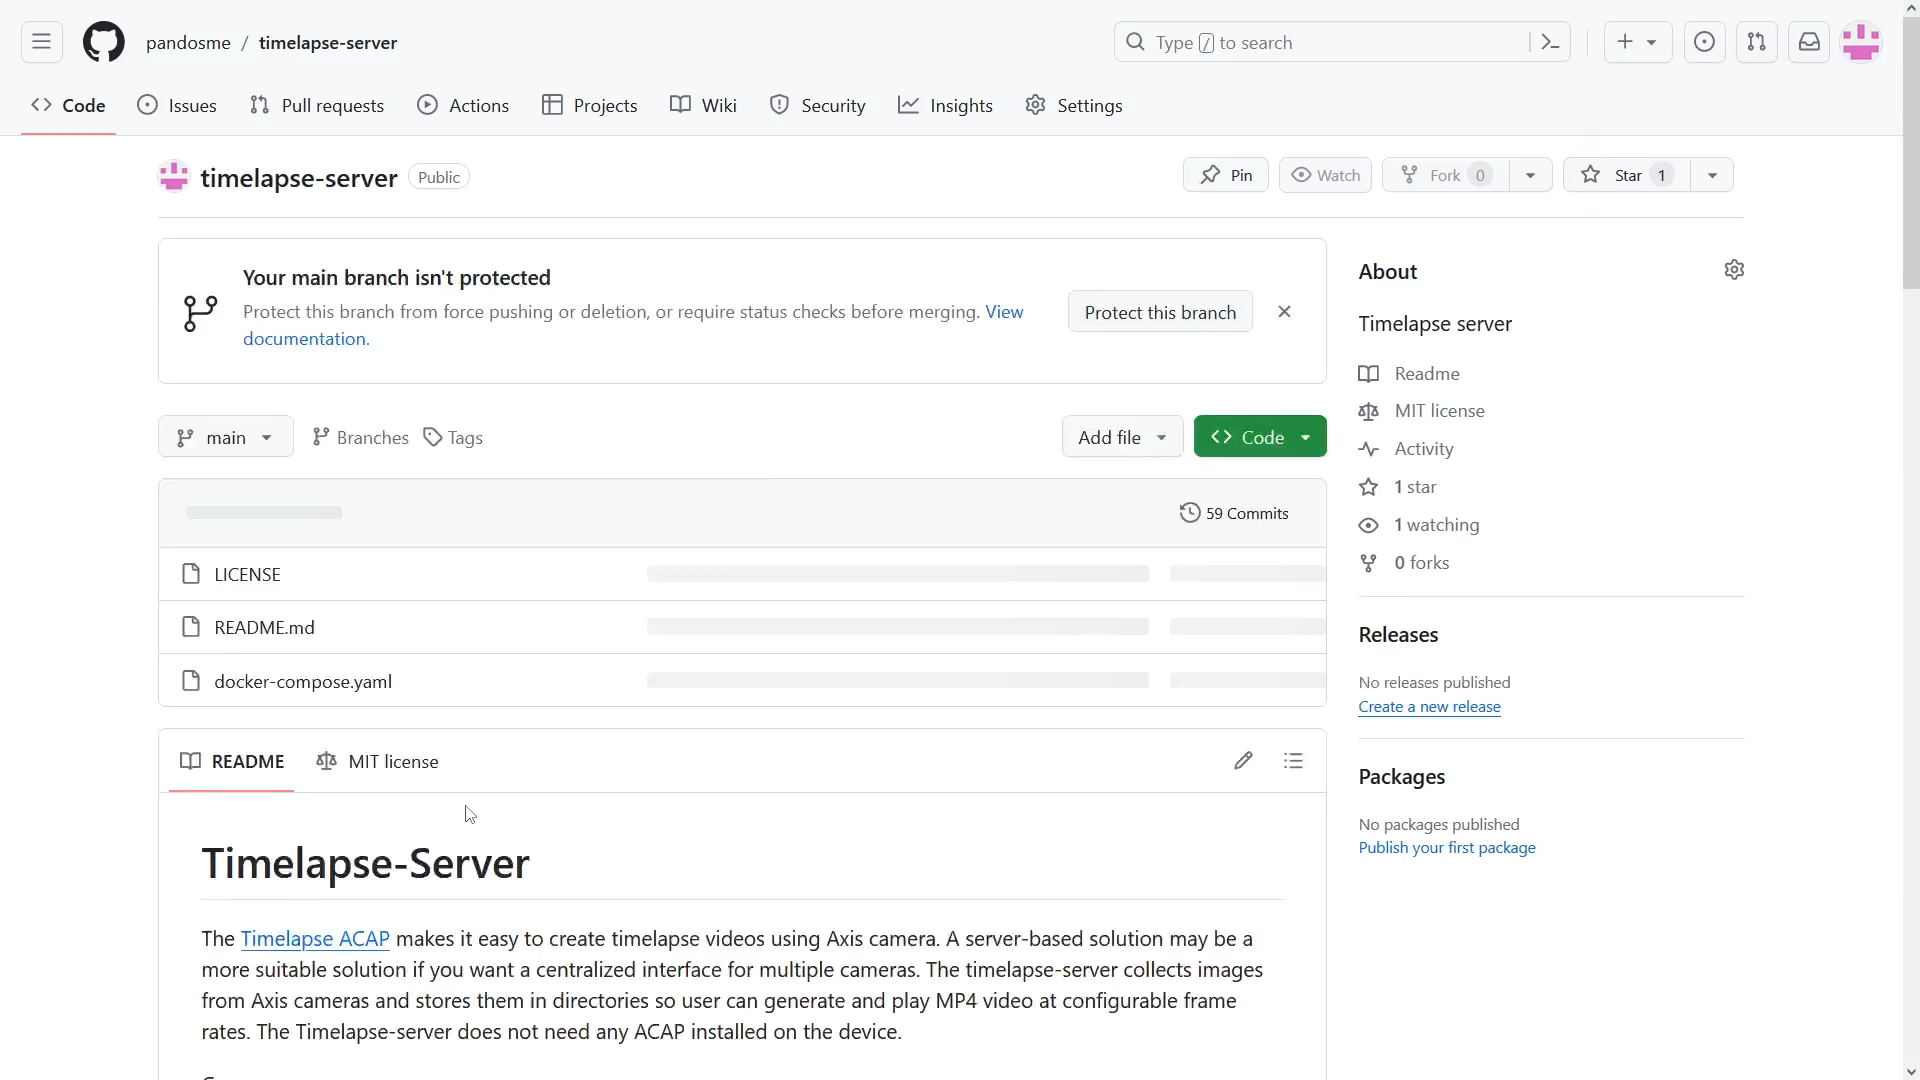 pandosme / timelapse-server
Type / to search
Code Issues Pull requests Actions Projects Wiki Security Insights Settings
timelapse-server Public
Pin Watch Fork 0 Star 1
Your main branch isn't protected
Protect this branch from force pushing or deletion, or require status checks before merging. View
documentation.
Protect this branch
main Branches Tags
Add file Code
59 Commits
LICENSE
README.md
docker-compose.yaml
README MIT license
Timelapse-Server
The Timelapse ACAP makes it easy to create timelapse videos using Axis camera. A server-based solution may be a
more suitable solution if you want a centralized interface for multiple cameras. The timelapse-server collects images
from Axis cameras and stores them in directories so user can generate and play MP4 video at configurable frame
rates. The Timelapse-server does not need any ACAP installed on the device.
About
Timelapse server
Readme
MIT license
Activity
1 star
1 watching
0 forks
Releases
No releases published
Create a new release
Packages
No packages published
Publish your first package